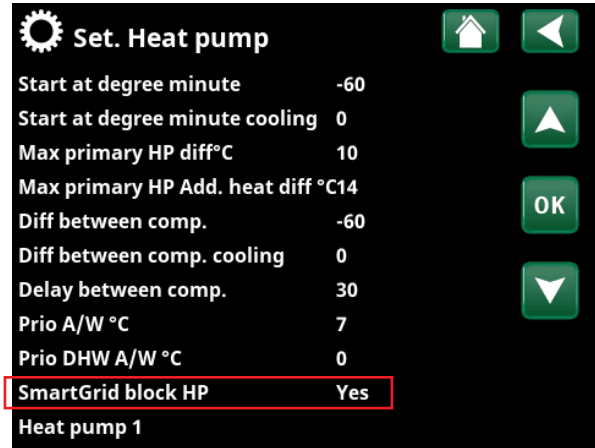 Set. Heat pump
Start at degree minute -60
Start at degree minute cooling 0
Max primary HP diff°C 10
Max primary HP Add. heat diff °C14
Diff between comp. -60
Diff between comp. cooling 0
Delay between comp. 30
Prio A/W °C 7
Prio DHW A/W °C 0
SmartGrid block HP Yes
Heat pump 1
OK